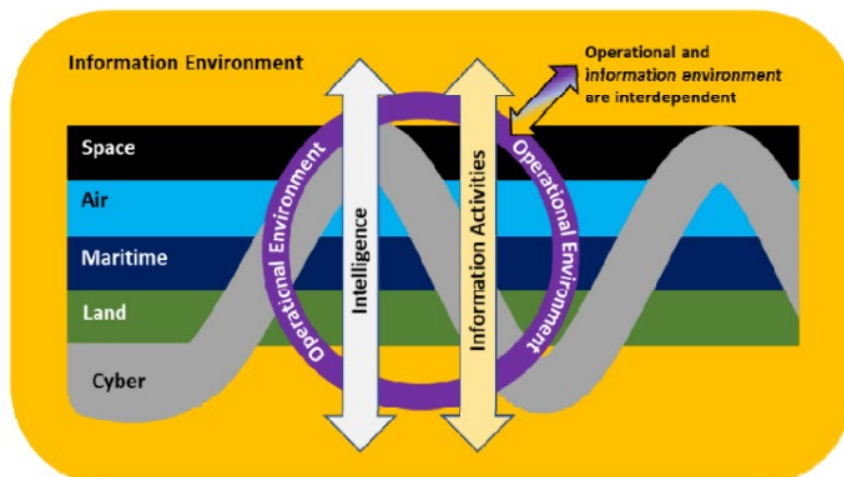 Information Environment
Operational and
information environment
are interdependent
Space
Air
Maritime
Land
Cyber
Operational Environment
Intelligence
Information Activities
Operational Environment